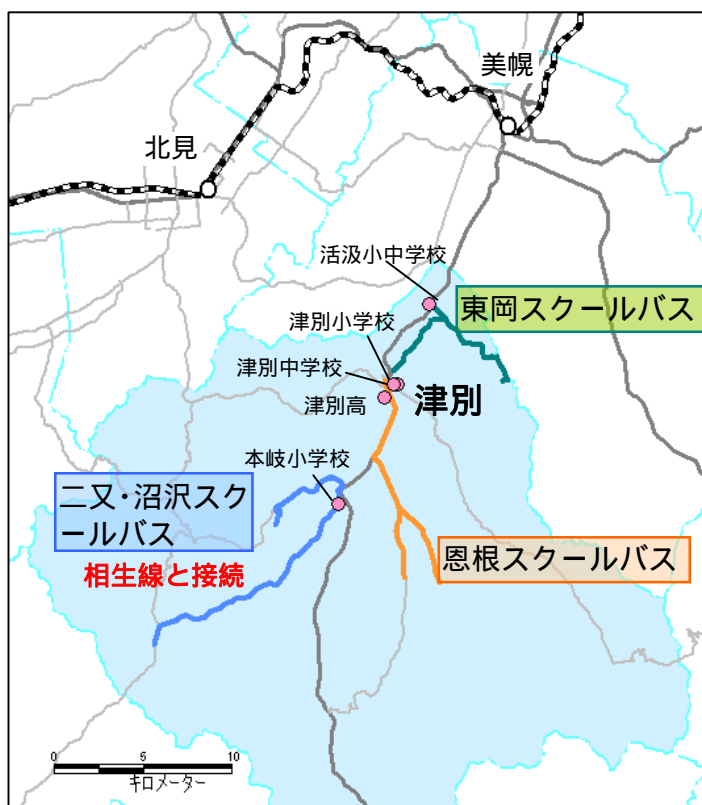 美幌
北見
活汲小中学校
東岡スクールバス
津別小学校
津別中学校
津別
津別高
本岐小学校
二又・沼沢スク
ールバス
恩根スクールバス
相生線と接続
0 5 10
キロメーター